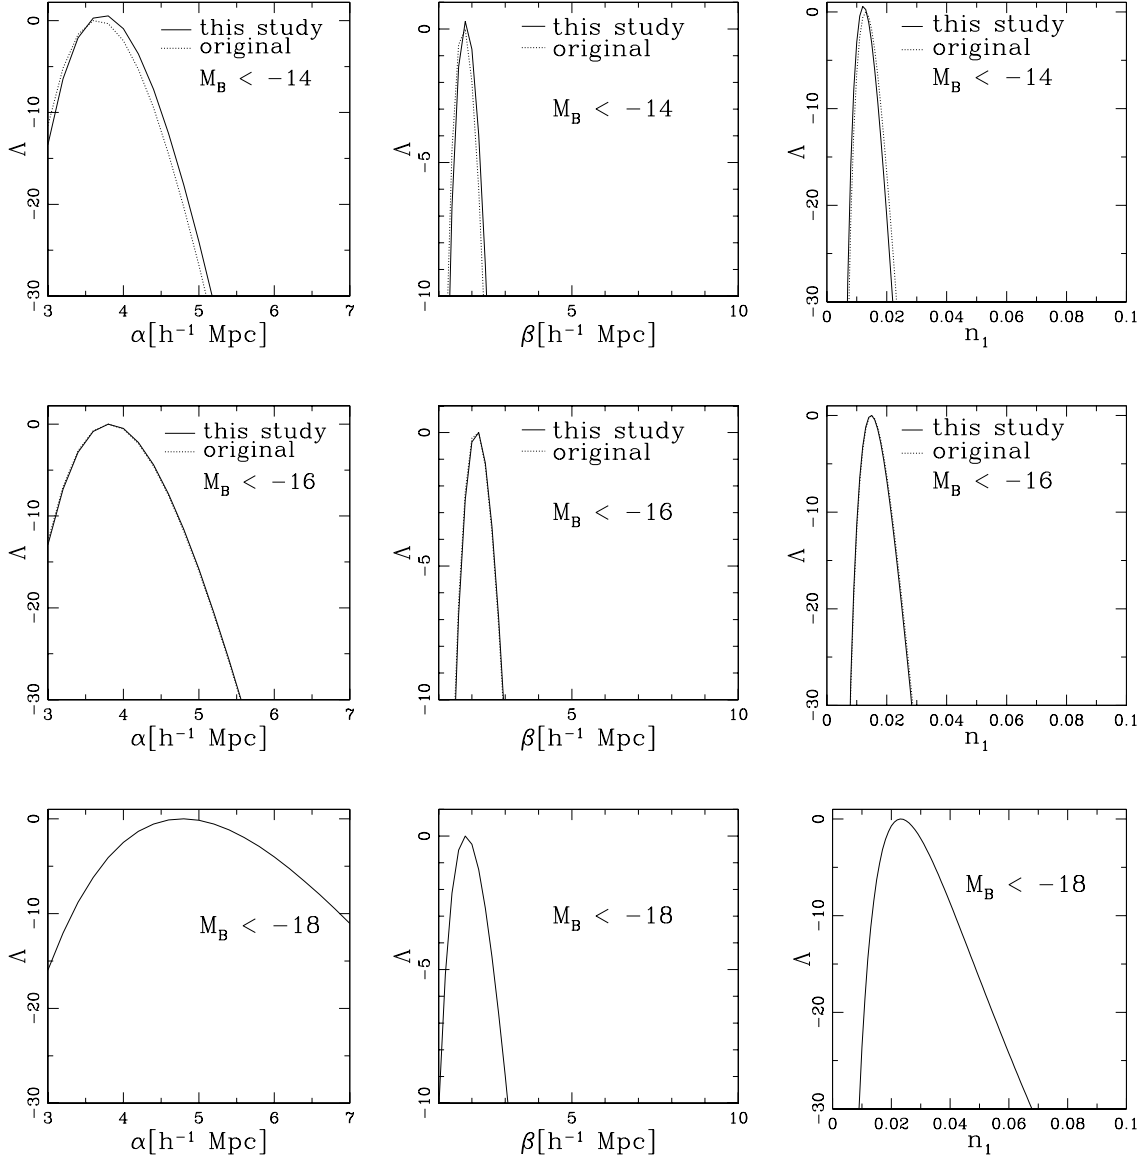 this study
original
M_B < −14
Λ
0
−10
−20
−30
3
4
5
6
7
α[h⁻¹ Mpc]
this study
original
M_B < −14
Λ
0
−5
−10
5
10
β[h⁻¹ Mpc]
this study
original
M_B < −14
Λ
0
−10
−20
−30
0
0.02
0.04
0.06
0.08
0.1
n₁
this study
original
M_B < −16
Λ
0
−10
−20
−30
3
4
5
6
7
α[h⁻¹ Mpc]
this study
original
M_B < −16
Λ
0
−5
−10
5
10
β[h⁻¹ Mpc]
this study
original
M_B < −16
Λ
0
−10
−20
−30
0
0.02
0.04
0.06
0.08
0.1
n₁
M_B < −18
Λ
0
−10
−20
−30
3
4
5
6
7
α[h⁻¹ Mpc]
M_B < −18
Λ
0
−5
−10
5
10
β[h⁻¹ Mpc]
M_B < −18
Λ
0
−10
−20
−30
0
0.02
0.04
0.06
0.08
0.1
n₁